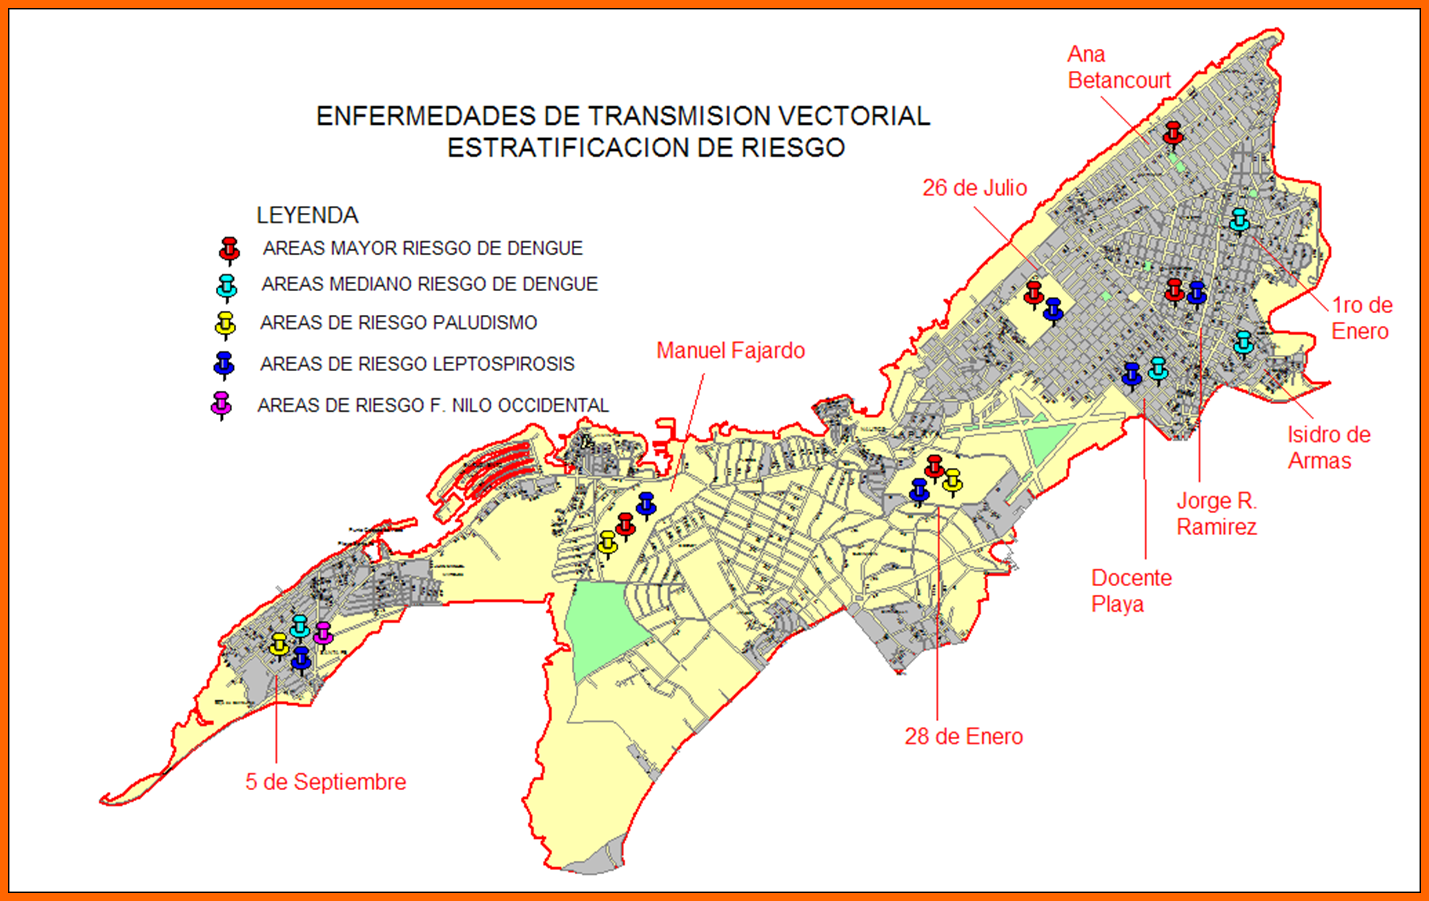 ENFERMEDADES DE TRANSMISION VECTORIAL
ESTRATIFICACION DE RIESGO
LEYENDA
AREAS MAYOR RIESGO DE DENGUE
AREAS MEDIANO RIESGO DE DENGUE
AREAS DE RIESGO PALUDISMO
AREAS DE RIESGO LEPTOSPIROSIS
AREAS DE RIESGO F. NILO OCCIDENTAL
Ana
Betancourt
26 de Julio
1ro de
Enero
Manuel Fajardo
Isidro de
Armas
Jorge R.
Ramirez
Docente
Playa
28 de Enero
5 de Septiembre